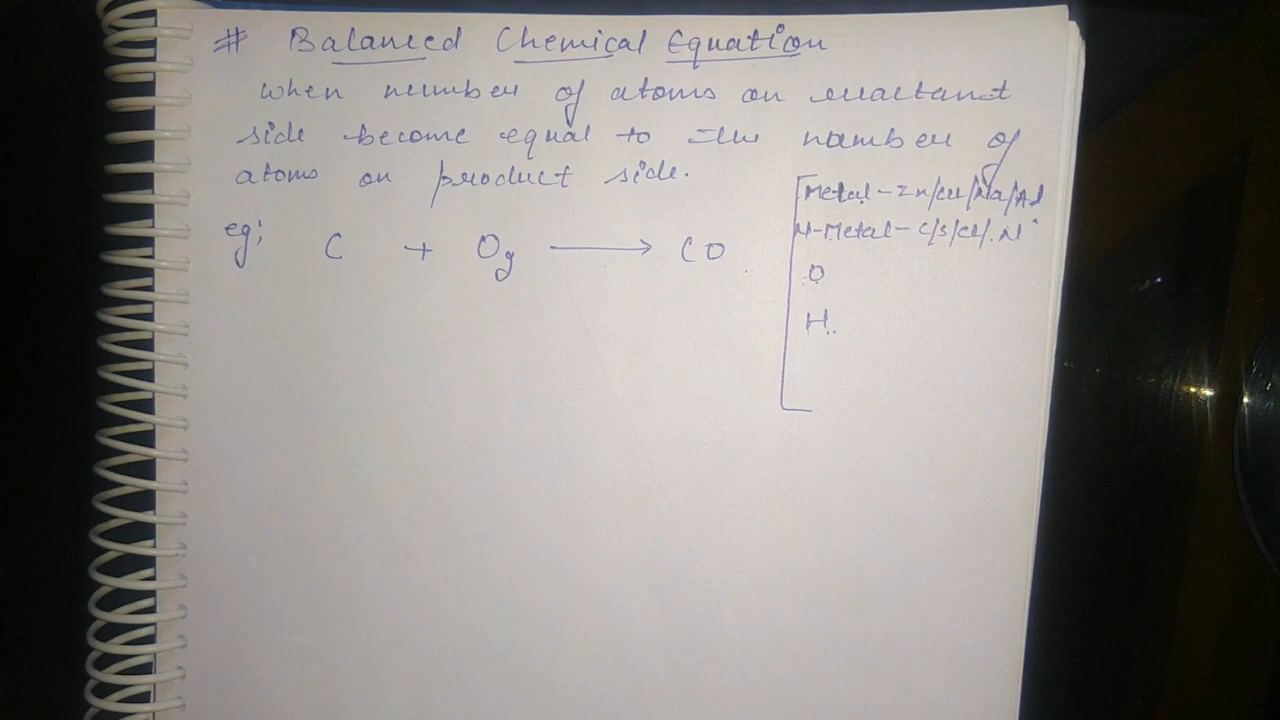 # Balanced Chemical Equation
when number of atoms on reactant
side become equal to the number of
atoms on product side.
eg; C + O2 ⟶ CO
Metal - Zn/Cu/Na/Al
N-Metal - C/S/Cl/N
O
H